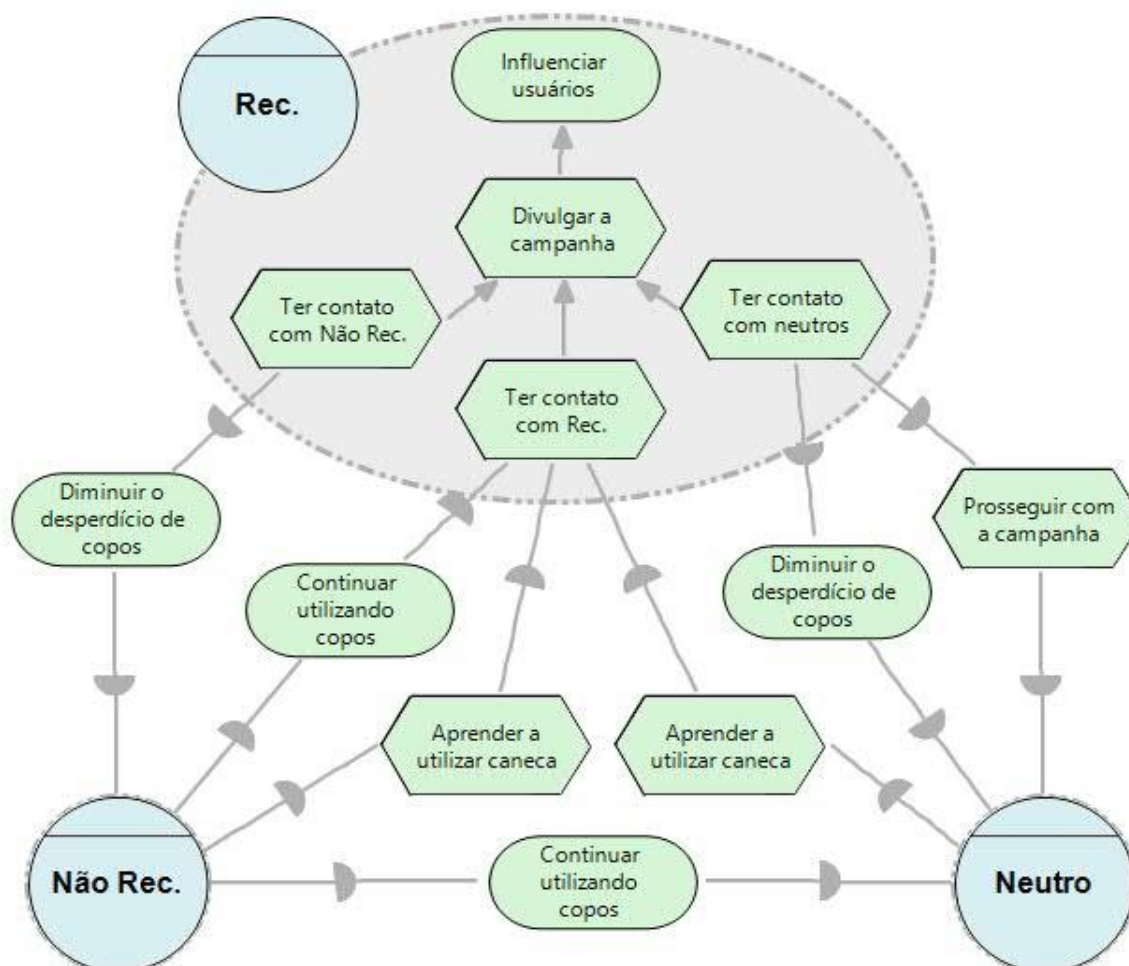 Influenciar
usuários
Rec.
Divulgar a
campanha
Ter contato
com Não Rec.
Ter contato
com neutros
Ter contato
com Rec.
Diminuir o
desperdício de
copos
Prosseguir com
a campanha
Continuar
utilizando
copos
Diminuir o
desperdício de
copos
Aprender a
utilizar caneca
Aprender a
utilizar caneca
Não Rec.
Continuar
utilizando
copos
Neutro